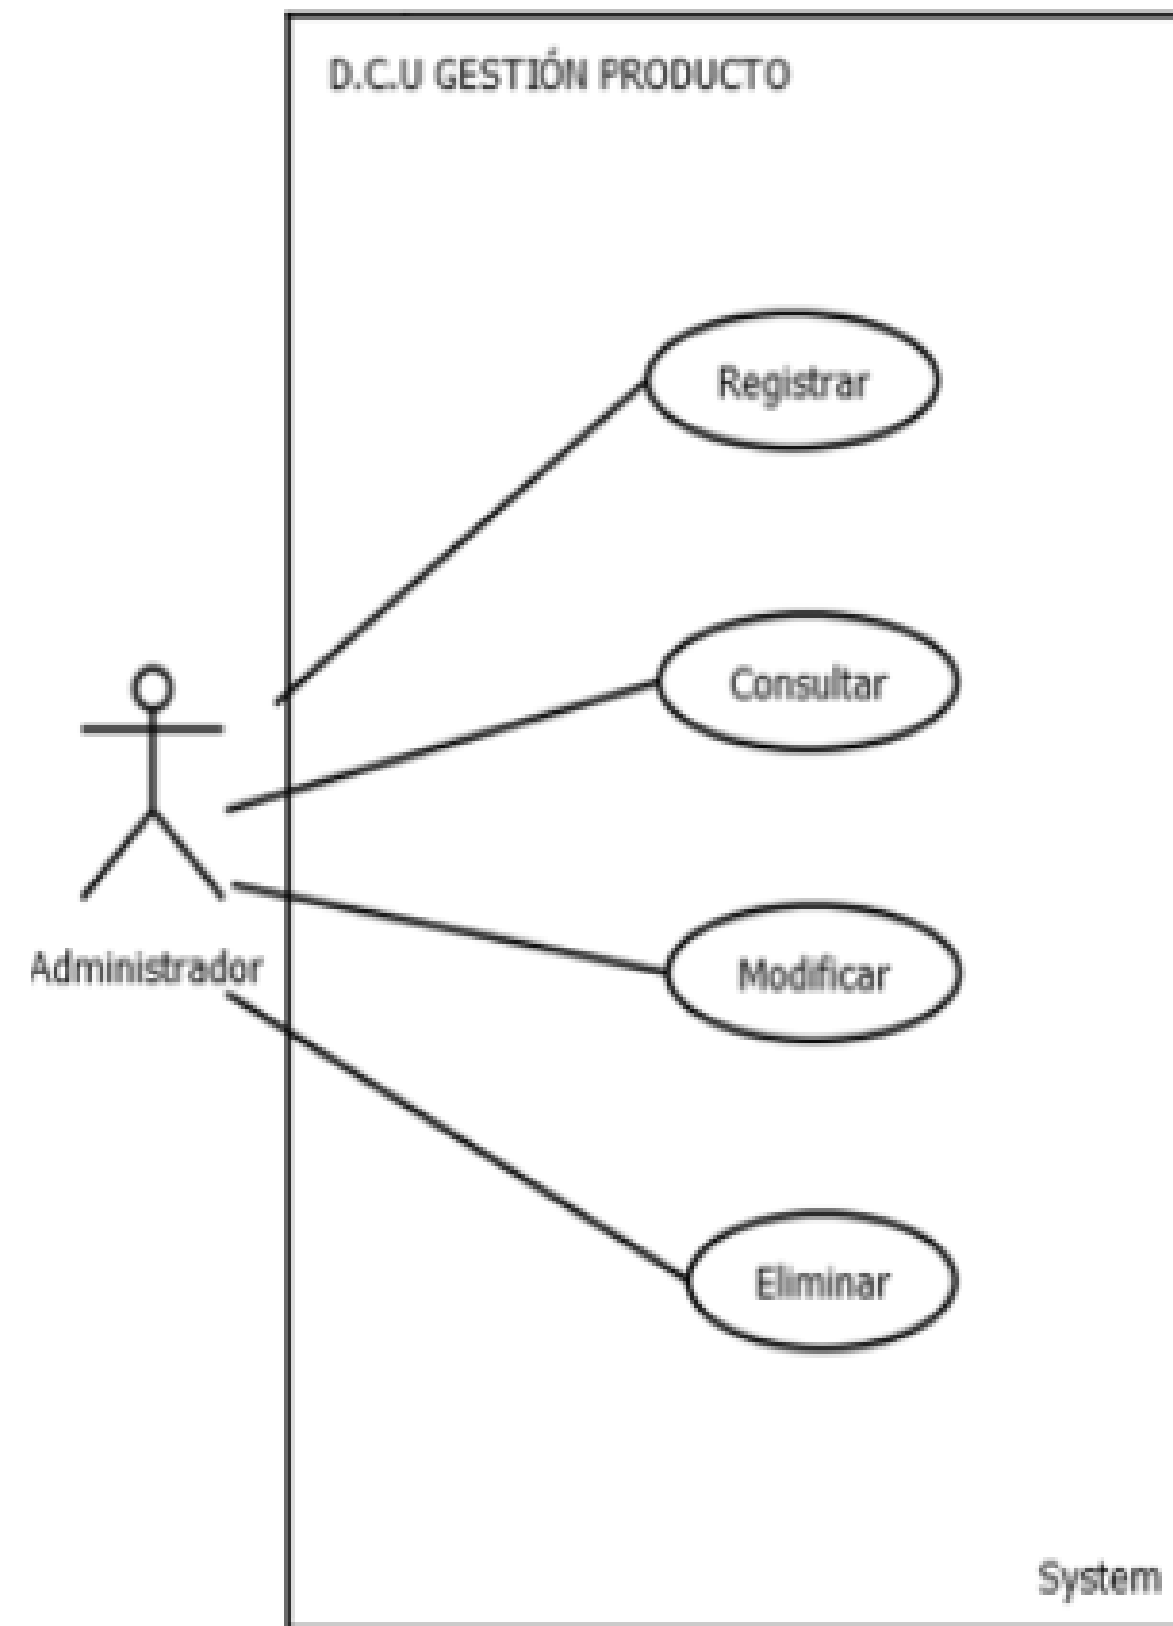 D.C.U GESTIÓN PRODUCTO
Registrar
Consultar
Modificar
Administrador
Eliminar
System